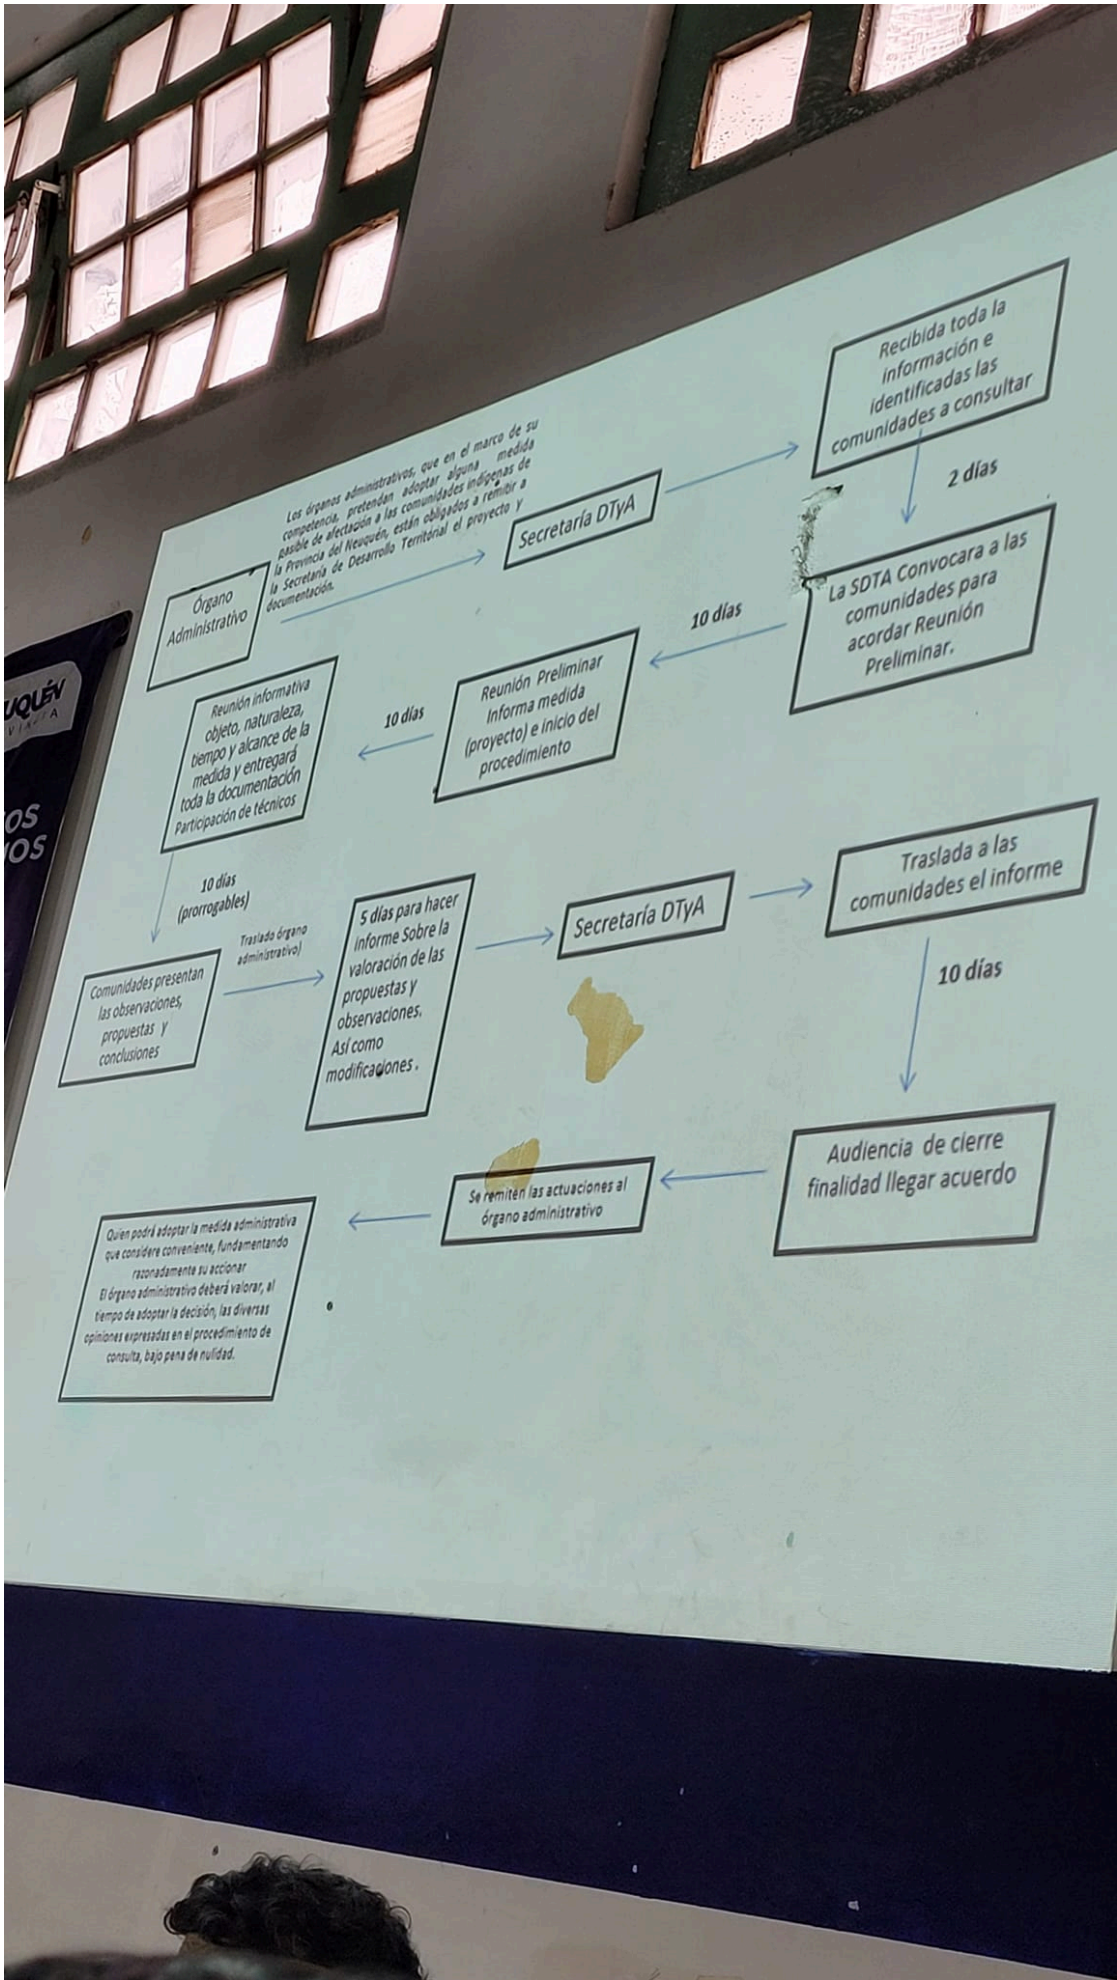 Los órganos administrativos, que en el marco de su
competencia, pretendan adoptar alguna medida
pasible de afectación a las comunidades indígenas de
la Provincia del Neuquén, están obligados a remitir a
la Secretaría de Desarrollo Territorial el proyecto y
documentación.
Órgano
Administrativo
Secretaría DTyA
Recibida toda la
información e
identificadas las
comunidades a consultar
2 días
La SDTA Convocara a las
comunidades para
acordar Reunión
Preliminar.
10 días
Reunión Preliminar
Informa medida
(proyecto) e inicio del
procedimiento
10 días
Reunión informativa
objeto, naturaleza,
tiempo y alcance de la
medida y entregará
toda la documentación
Participación de técnicos
10 días
(prorrogables)
Comunidades presentan
las observaciones,
propuestas y
conclusiones
Traslado órgano
administrativo)
5 días para hacer
informe Sobre la
valoración de las
propuestas y
observaciones.
Así como
modificaciones.
Secretaría DTyA
Traslada a las
comunidades el informe
10 días
Audiencia de cierre
finalidad llegar acuerdo
Se remiten las actuaciones al
órgano administrativo
Quien podrá adoptar la medida administrativa
que considere conveniente, fundamentando
razonadamente su accionar
El órgano administrativo deberá valorar, al
tiempo de adoptar la decisión, las diversas
opiniones expresadas en el procedimiento de
consulta, bajo pena de nulidad.
UQUÉN
VINCIA
OS
IOS